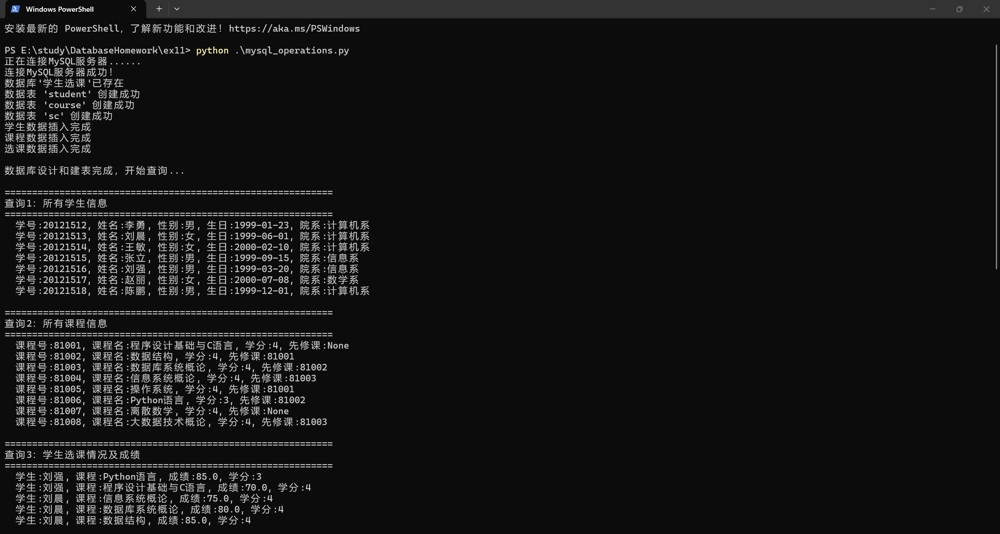 Windows PowerShell
安装最新的 PowerShell，了解新功能和改进！https://aka.ms/PSWindows
PS E:\study\DatabaseHomework\ex11> python .\mysql_operations.py
正在连接MySQL服务器......
连接MySQL服务器成功！
数据库'学生选课'已存在
数据表 'student' 创建成功
数据表 'course' 创建成功
数据表 'sc' 创建成功
学生数据插入完成
课程数据插入完成
选课数据插入完成
数据库设计和建表完成，开始查询...
============================================================
查询1: 所有学生信息
============================================================
学号:20121512, 姓名:李勇, 性别:男, 生日:1999-01-23, 院系:计算机系
学号:20121513, 姓名:刘晨, 性别:女, 生日:1999-06-01, 院系:计算机系
学号:20121514, 姓名:王敏, 性别:女, 生日:2000-02-10, 院系:计算机系
学号:20121515, 姓名:张立, 性别:男, 生日:1999-09-15, 院系:信息系
学号:20121516, 姓名:刘强, 性别:男, 生日:1999-03-20, 院系:信息系
学号:20121517, 姓名:赵丽, 性别:女, 生日:2000-07-08, 院系:数学系
学号:20121518, 姓名:陈鹏, 性别:男, 生日:1999-12-01, 院系:计算机系
============================================================
查询2: 所有课程信息
============================================================
课程号:81001, 课程名:程序设计基础与C语言, 学分:4, 先修课:None
课程号:81002, 课程名:数据结构, 学分:4, 先修课:81001
课程号:81003, 课程名:数据库系统概论, 学分:4, 先修课:81002
课程号:81004, 课程名:信息系统概论, 学分:4, 先修课:81003
课程号:81005, 课程名:操作系统, 学分:4, 先修课:81001
课程号:81006, 课程名:Python语言, 学分:3, 先修课:81002
课程号:81007, 课程名:离散数学, 学分:4, 先修课:None
课程号:81008, 课程名:大数据技术概论, 学分:4, 先修课:81003
============================================================
查询3: 学生选课情况及成绩
============================================================
学生:刘强, 课程:Python语言, 成绩:85.0, 学分:3
学生:刘强, 课程:程序设计基础与C语言, 成绩:70.0, 学分:4
学生:刘晨, 课程:信息系统概论, 成绩:75.0, 学分:4
学生:刘晨, 课程:数据库系统概论, 成绩:80.0, 学分:4
学生:刘晨, 课程:数据结构, 成绩:85.0, 学分:4